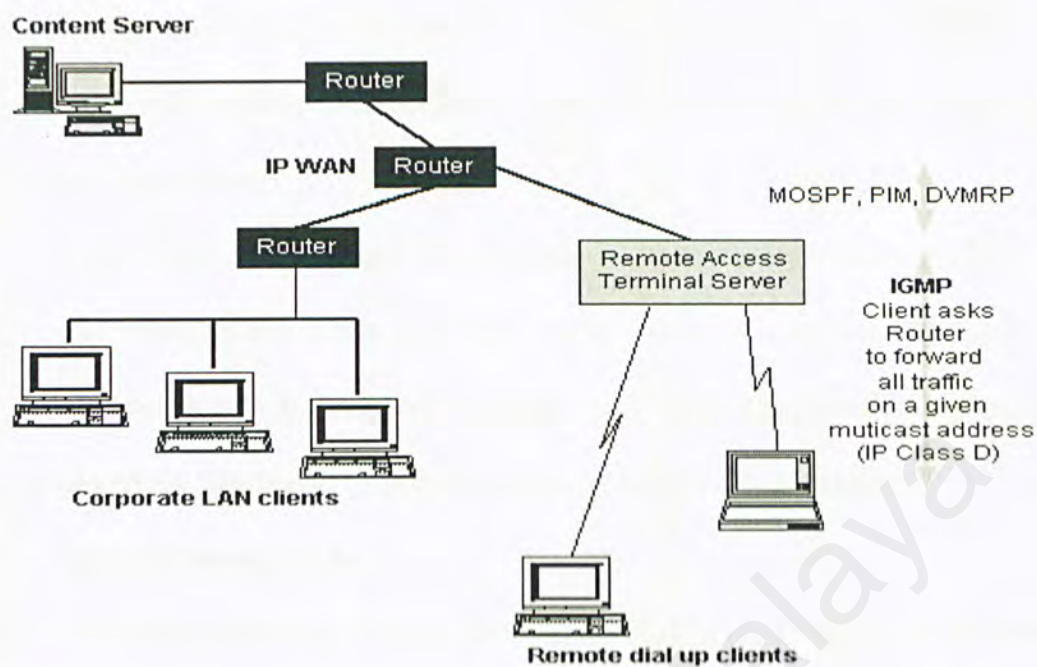 Content Server
Router
IP WAN
Router
MOSPF, PIM, DVMRP
Router
Remote Access
Terminal Server
IGMP
Client asks
Router
to forward
all traffic
on a given
muticast address
(IP Class D)
Corporate LAN clients
Remote dial up clients
alaya